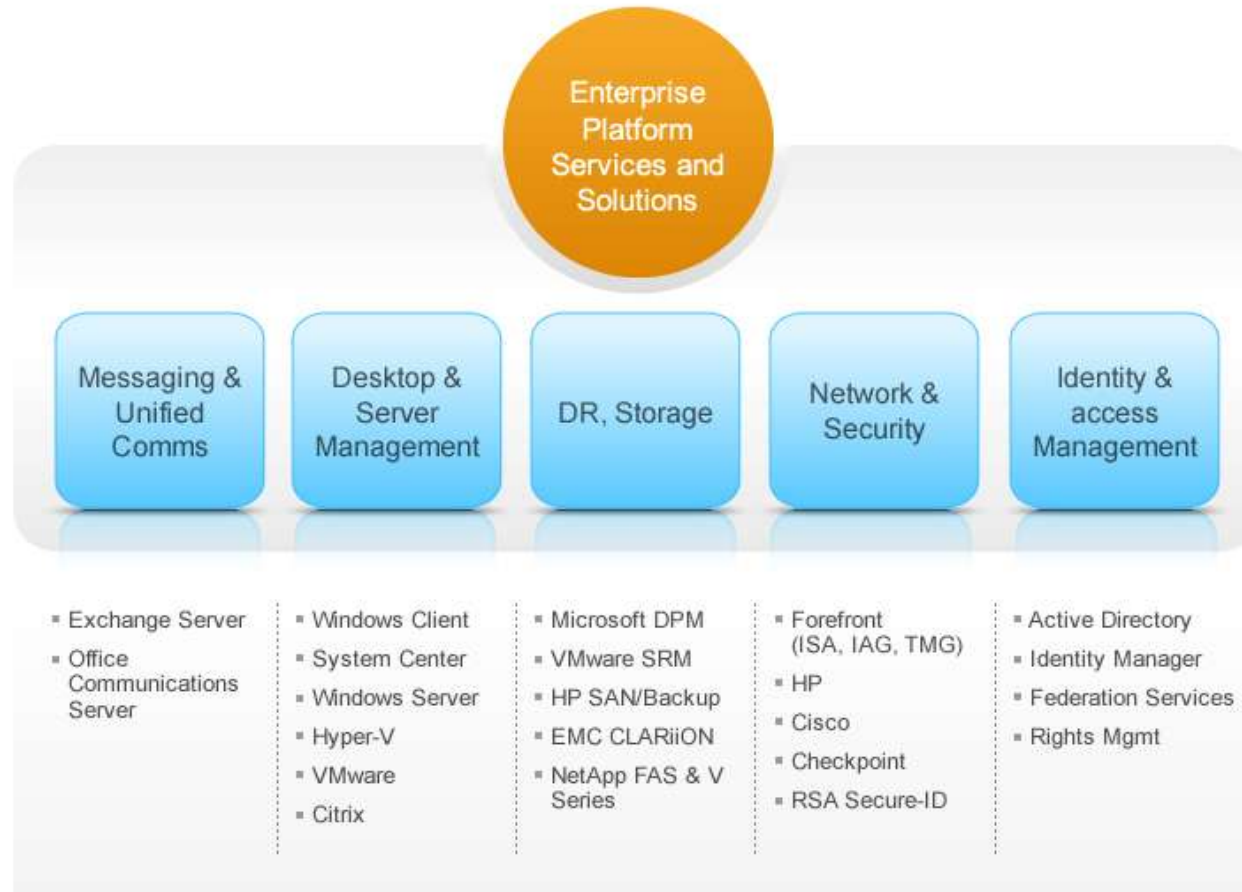 Enterprise
Platform
Services and
Solutions
Messaging &
Unified
Comms
Desktop &
Server
Management
DR, Storage
Network &
Security
Identity &
access
Management
Exchange Server
Office
Communications
Server
Windows Client
System Center
Windows Server
Hyper-V
VMware
Citrix
Microsoft DPM
VMware SRM
HP SAN/Backup
EMC CLARiiON
NetApp FAS & V
Series
Forefront
(ISA, IAG, TMG)
HP
Cisco
Checkpoint
RSA Secure-ID
Active Directory
Identity Manager
Federation Services
Rights Mgmt